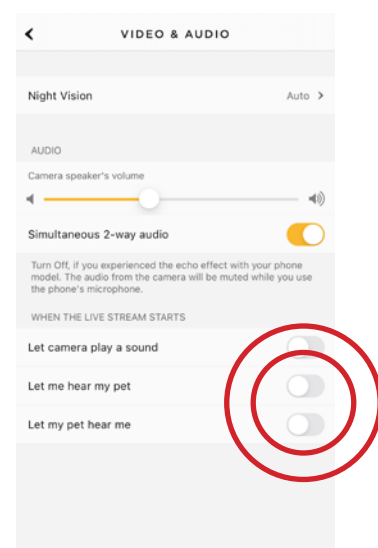 VIDEO & AUDIO
Night Vision Auto >
AUDIO
Camera speaker's volume
Simultaneous 2-way audio
Turn Off, if you experienced the echo effect with your phone
model. The audio from the camera will be muted while you use
the phone's microphone.
WHEN THE LIVE STREAM STARTS
Let camera play a sound
Let me hear my pet
Let my pet hear me